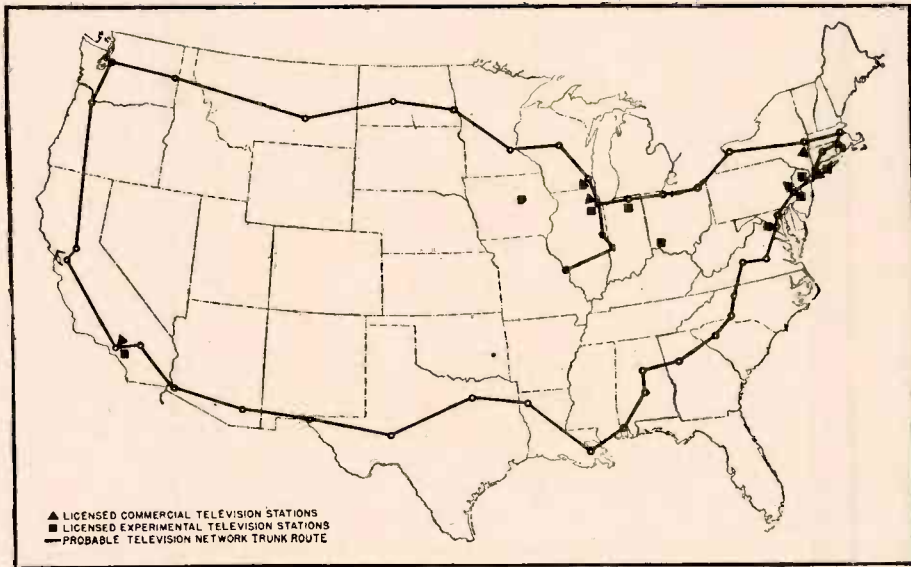 ▲ LICENSED COMMERCIAL TELEVISION STATIONS
■ LICENSED EXPERIMENTAL TELEVISION STATIONS
— PROBABLE TELEVISION NETWORK TRUNK ROUTE